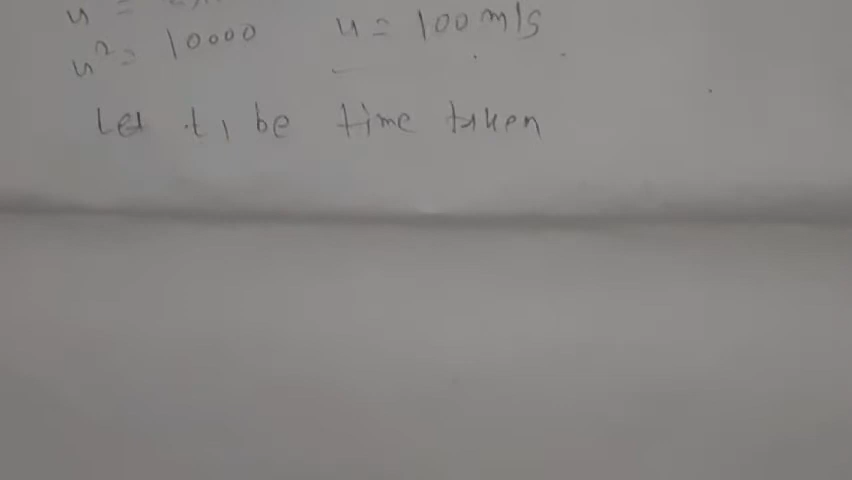 u =
u² = 10000 u = 100 m/s
Let t₁ be time taken